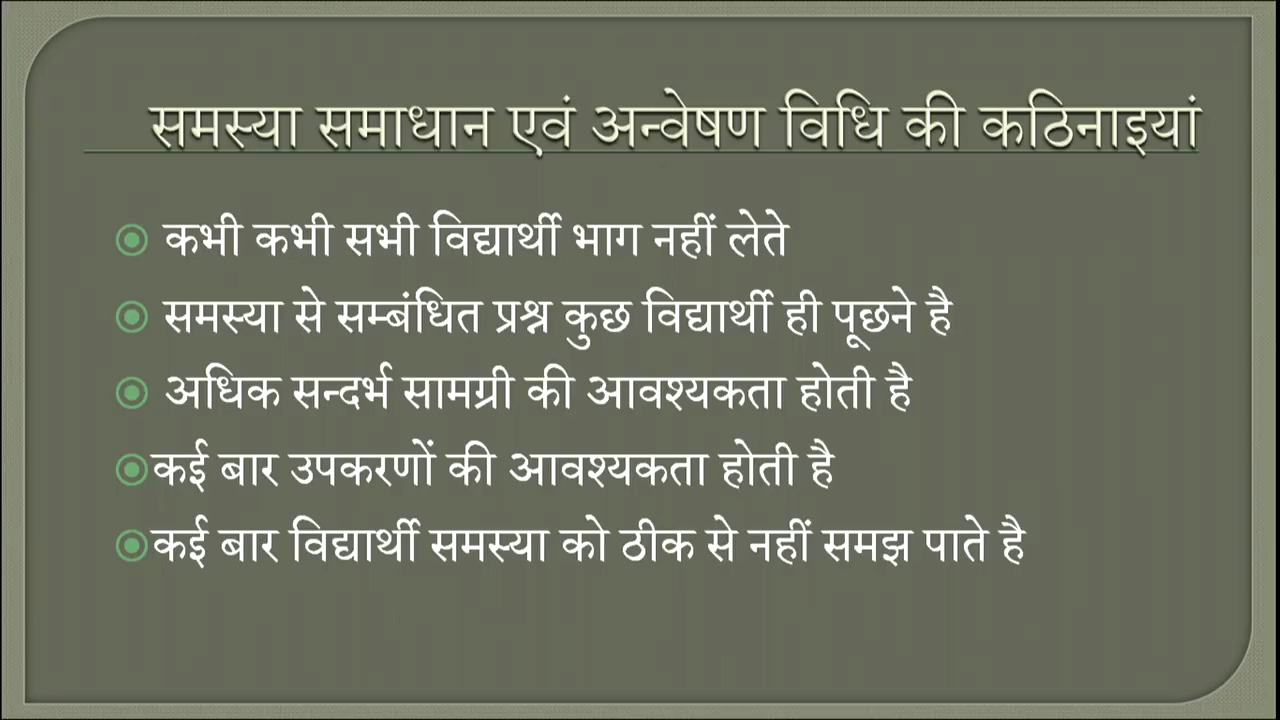 समस्या समाधान एवं अन्वेषण विधि की कठिनाइयां
कभी कभी सभी विद्यार्थी भाग नहीं लेते
समस्या से सम्बंधित प्रश्न कुछ विद्यार्थी ही पूछने है
अधिक सन्दर्भ सामग्री की आवश्यकता होती है
कई बार उपकरणों की आवश्यकता होती है
कई बार विद्यार्थी समस्या को ठीक से नहीं समझ पाते है